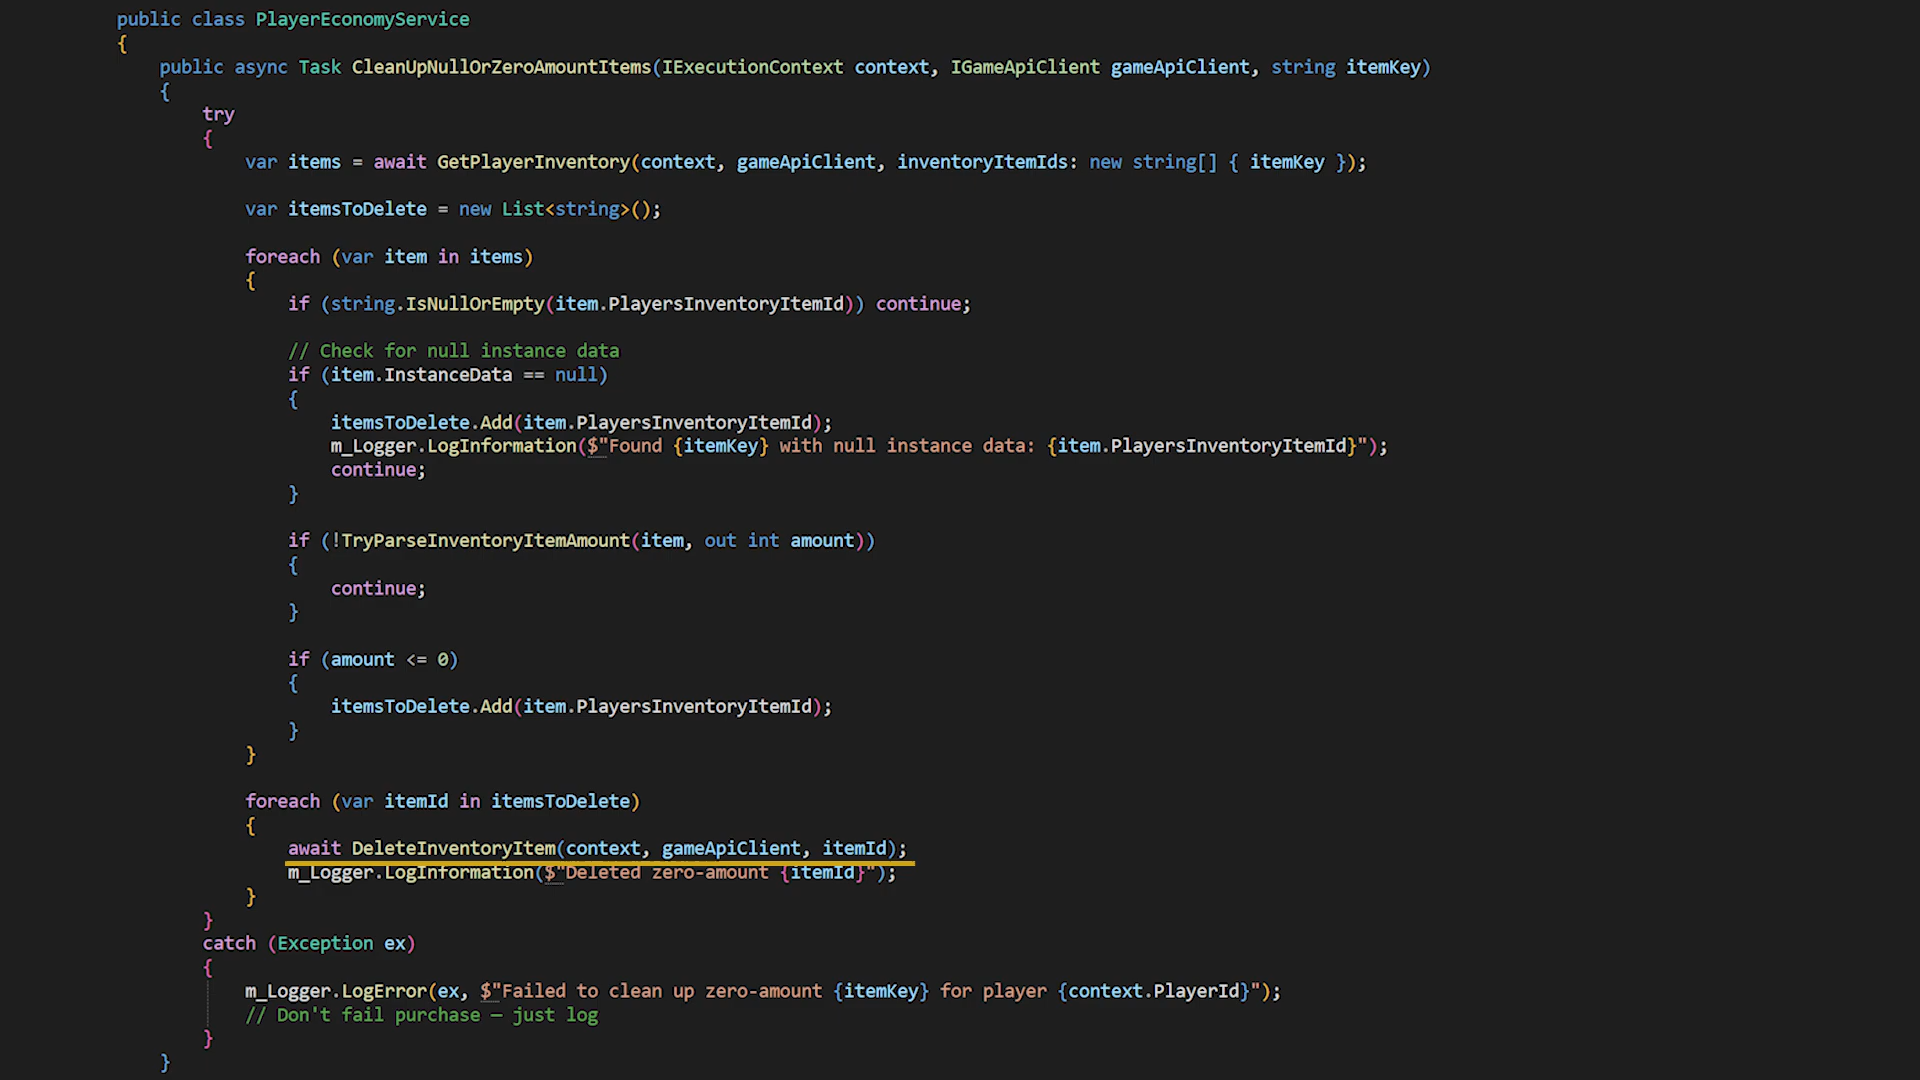 public class PlayerEconomyService
{
public async Task CleanUpNullOrZeroAmountItems(IExecutionContext context, IGameApiClient gameApiClient, string itemKey)
{
try
{
var items = await GetPlayerInventory(context, gameApiClient, inventoryItemIds: new string[] { itemKey });
var itemsToDelete = new List<string>();
foreach (var item in items)
{
if (string.IsNullOrEmpty(item.PlayersInventoryItemId)) continue;
// Check for null instance data
if (item.InstanceData == null)
{
itemsToDelete.Add(item.PlayersInventoryItemId);
m_Logger.LogInformation($"Found {itemKey} with null instance data: {item.PlayersInventoryItemId}");
continue;
}
if (!TryParseInventoryItemAmount(item, out int amount))
{
continue;
}
if (amount <= 0)
{
itemsToDelete.Add(item.PlayersInventoryItemId);
}
}
foreach (var itemId in itemsToDelete)
{
await DeleteInventoryItem(context, gameApiClient, itemId);
m_Logger.LogInformation($"Deleted zero-amount {itemId}");
}
}
catch (Exception ex)
{
m_Logger.LogError(ex, $"Failed to clean up zero-amount {itemKey} for player {context.PlayerId}");
// Don't fail purchase — just log
}
}